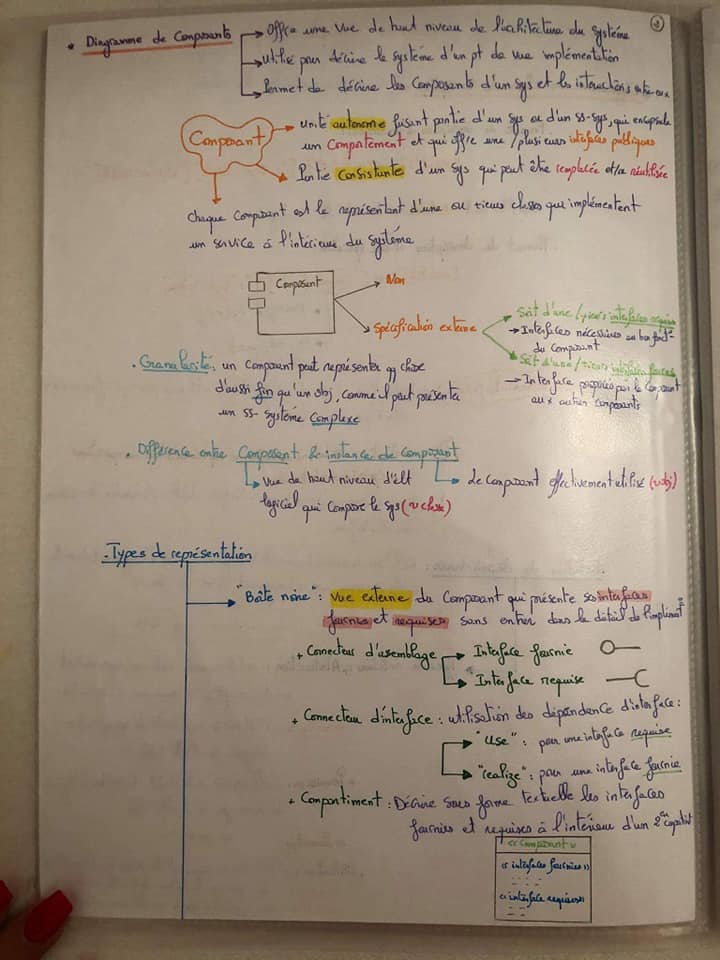 * Diagramme de Composants
→ Offre une Vue de haut niveau de l'architecture du système
→ utilisé pour décrire le système d'un pt de vue implémentation
→ Permet de décrire les Composants d'un sys et les interactions entre eux
Composant
→ unité autonome faisant partie d'un sys ou d'un ss-sys, qui encapsule
un Comportement et qui offre une /plusieurs interfaces publiques
→ Partie Consistante d'un sys qui peut être remplacée et/ou réutilisée
chaque Composant est le représentant d'une ou +ieurs classes qui implémentent
un service à l'intérieur du système
Composant
→ Nom
→ Spécification externe
Sât d'une /+ieurs interfaces requises
→ Interfaces nécessaires au bon fonct°
du Composant
Sât d'une /+ieurs interfaces fournies
→ Interface proposées par le Composant
aux autres composants
. Granularité: un Composant peut représenter qq chose
d'aussi fin qu'un obj, comme il peut présenter
un ss-système Complexe
. Différence entre Composant & instance de composant
↳ Vue de haut niveau d'élt
logiciel qui compose le sys (~ classe)
→ Le Composant effectivement utilisé (~ obj)
. Types de représentation
→ "Boîte noire": Vue externe du Composant qui présente ses interfaces
fournies et requises sans entrer dans le détail de l'implémat°
+ Connecteur d'assemblage
→ Interface fournie
→ Interface requise
+ Connecteur d'interface : utilisation des dépendance d'interface:
→ "Use" : pour une interface requise
→ "realize" : pour une interface fournie
+ Compartiment : Décrire sous forme textuelle les interfaces
fournies et requises à l'intérieur d'un 2
<< Composant >>
<< interfaces fournies >>
<< interface requises >>